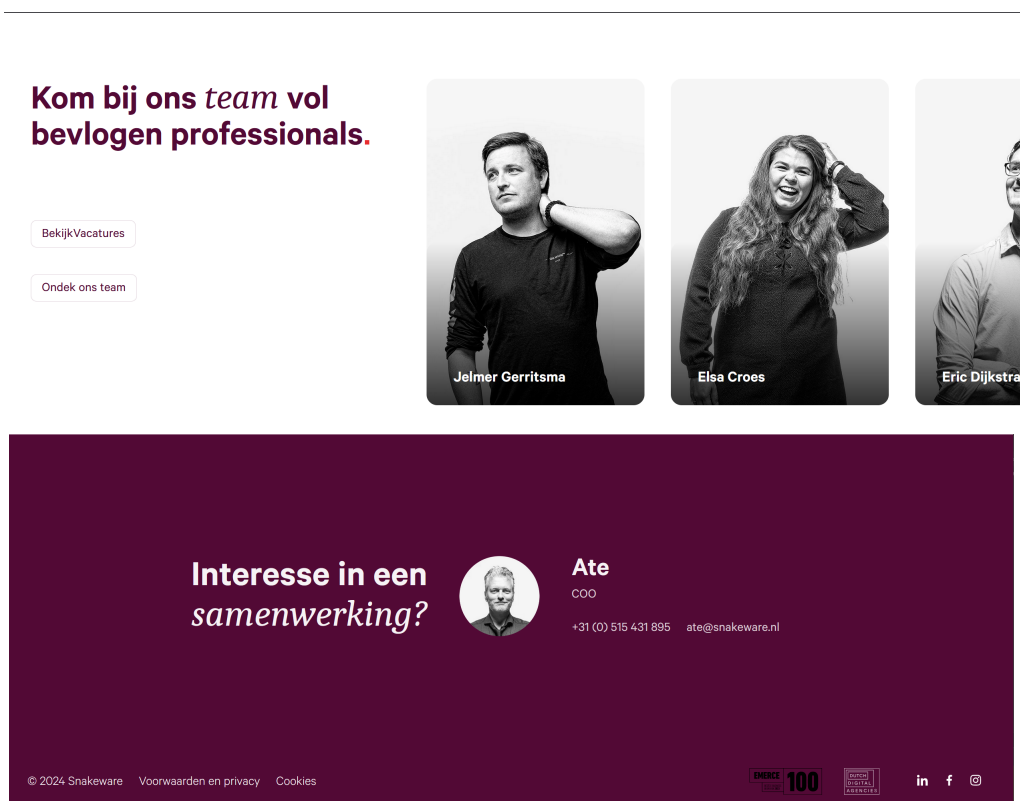 Kom bij ons team vol
bevlogen professionals.
BekijkVacatures
Ondek ons team
Jelmer Gerritsma
Elsa Croes
Eric Dijkstra
Interesse in een
samenwerking?
Ate
COO
+31 (0) 515 431 895 ate@snakeware.nl
© 2024 Snakeware Voorwaarden en privacy Cookies
EMERCE
100
DUTCH
DIGITAL
AGENCIES